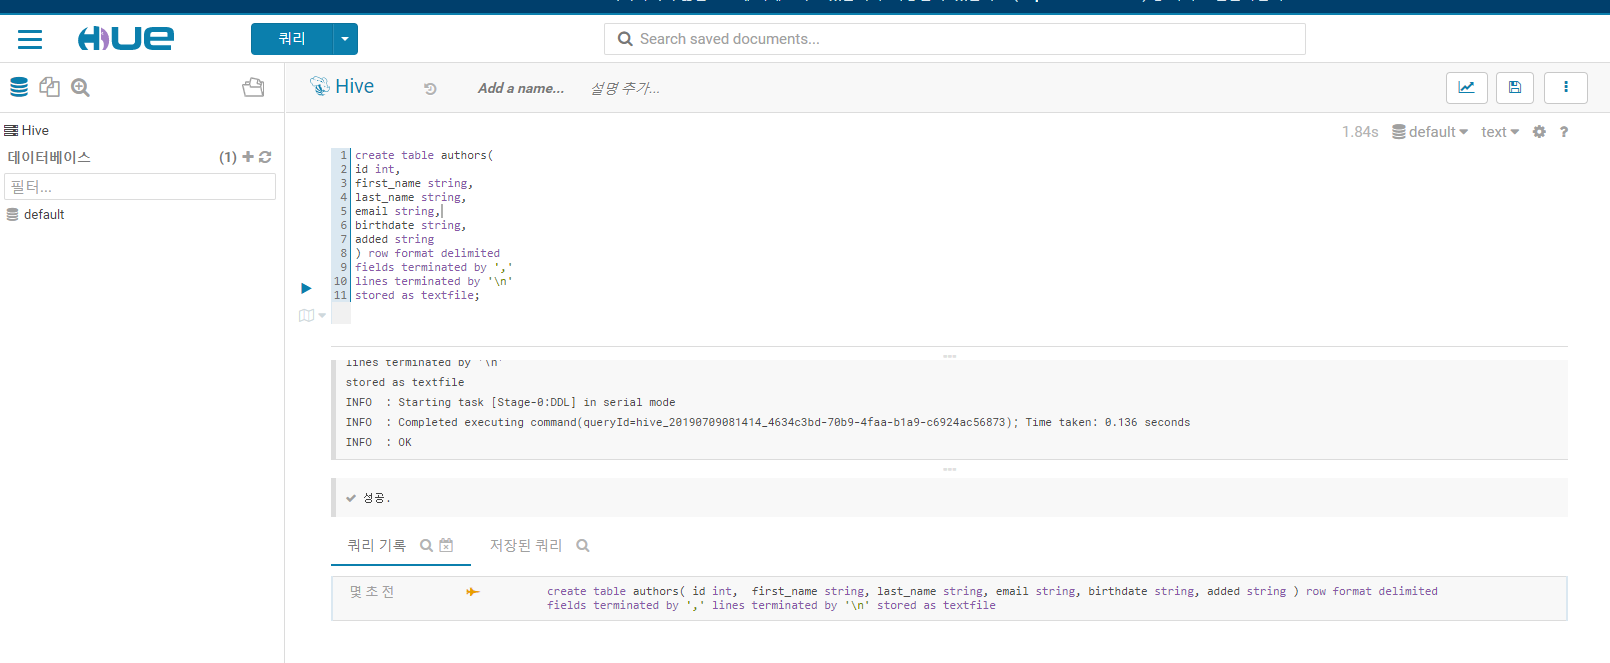 HUE
쿼리
Search saved documents...
Hive
Add a name...
설명 추가...
Hive
1.84s default text ?
데이터베이스 (1)
필터...
default
1 create table authors(
2 id int,
3 first_name string,
4 last_name string,
5 email string,
6 birthdate string,
7 added string
8 ) row format delimited
9 fields terminated by ','
10 lines terminated by '\n'
11 stored as textfile;
lines terminated by '\n'
stored as textfile
INFO : Starting task [Stage-0:DDL] in serial mode
INFO : Completed executing command(queryId=hive_20190709081414_4634c3bd-70b9-4faa-b1a9-c6924ac56873); Time taken: 0.136 seconds
INFO : OK
성공.
쿼리 기록 저장된 쿼리
몇 초 전 create table authors( id int, first_name string, last_name string, email string, birthdate string, added string ) row format delimited
fields terminated by ',' lines terminated by '\n' stored as textfile